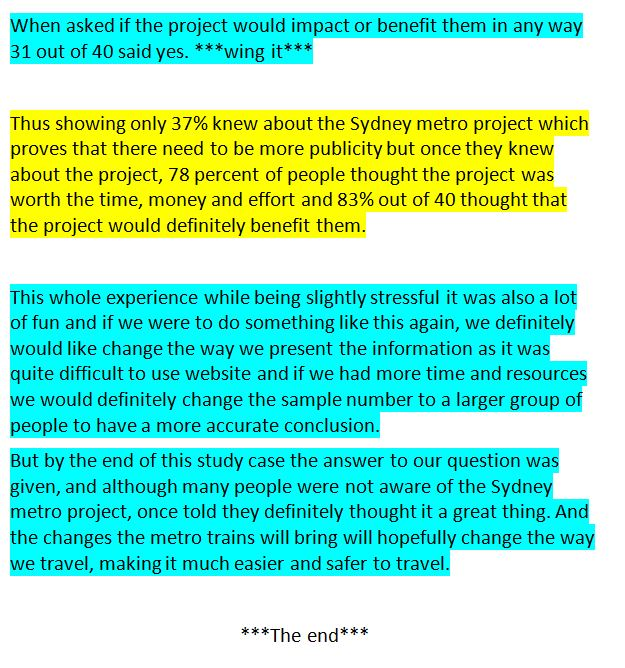 When asked if the project would impact or benefit them in any way
31 out of 40 said yes. ***wing it***
Thus showing only 37% knew about the Sydney metro project which
proves that there need to be more publicity but once they knew
about the project, 78 percent of people thought the project was
worth the time, money and effort and 83% out of 40 thought that
the project would definitely benefit them.
This whole experience while being slightly stressful it was also a lot
of fun and if we were to do something like this again, we definitely
would like change the way we present the information as it was
quite difficult to use website and if we had more time and resources
we would definitely change the sample number to a larger group of
people to have a more accurate conclusion.
But by the end of this study case the answer to our question was
given, and although many people were not aware of the Sydney
metro project, once told they definitely thought it a great thing. And
the changes the metro trains will bring will hopefully change the way
we travel, making it much easier and safer to travel.
***The end***